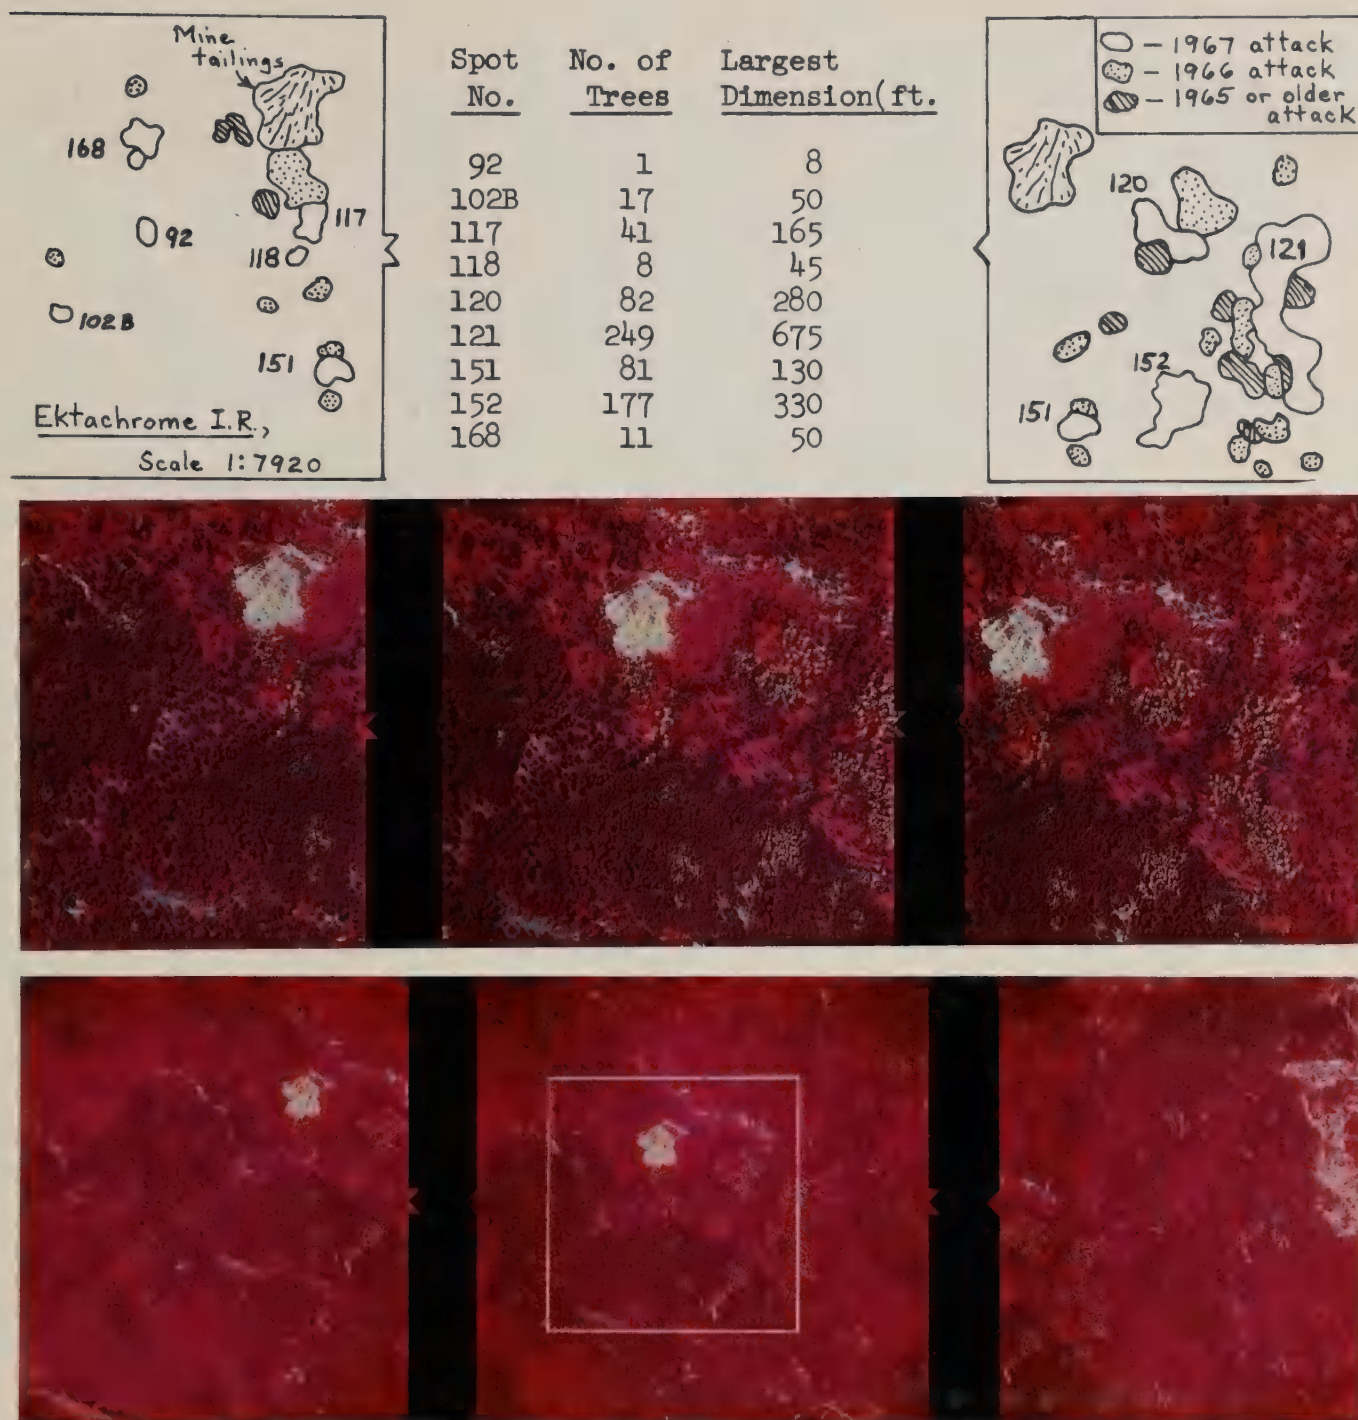 Mine
tailings
168
92
117
118
102B
151
Ektachrome I.R.,
Scale 1:7920
Spot No. of Largest
No. Trees Dimension(ft.
92 1 8
102B 17 50
117 41 165
118 8 45
120 82 280
121 249 675
151 81 130
152 177 330
168 11 50
- 1967 attack
- 1966 attack
- 1965 or older
attack
120
121
152
151